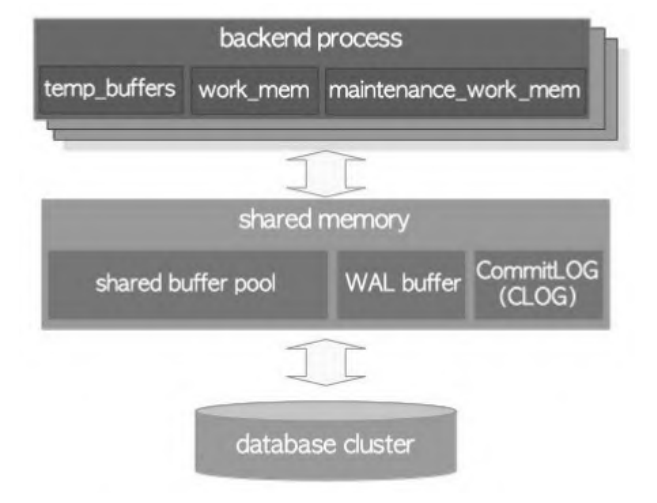 backend process
temp_buffers work_mem maintenance_work_mem
shared memory
shared buffer pool WAL buffer CommitLOG
(CLOG)
database cluster